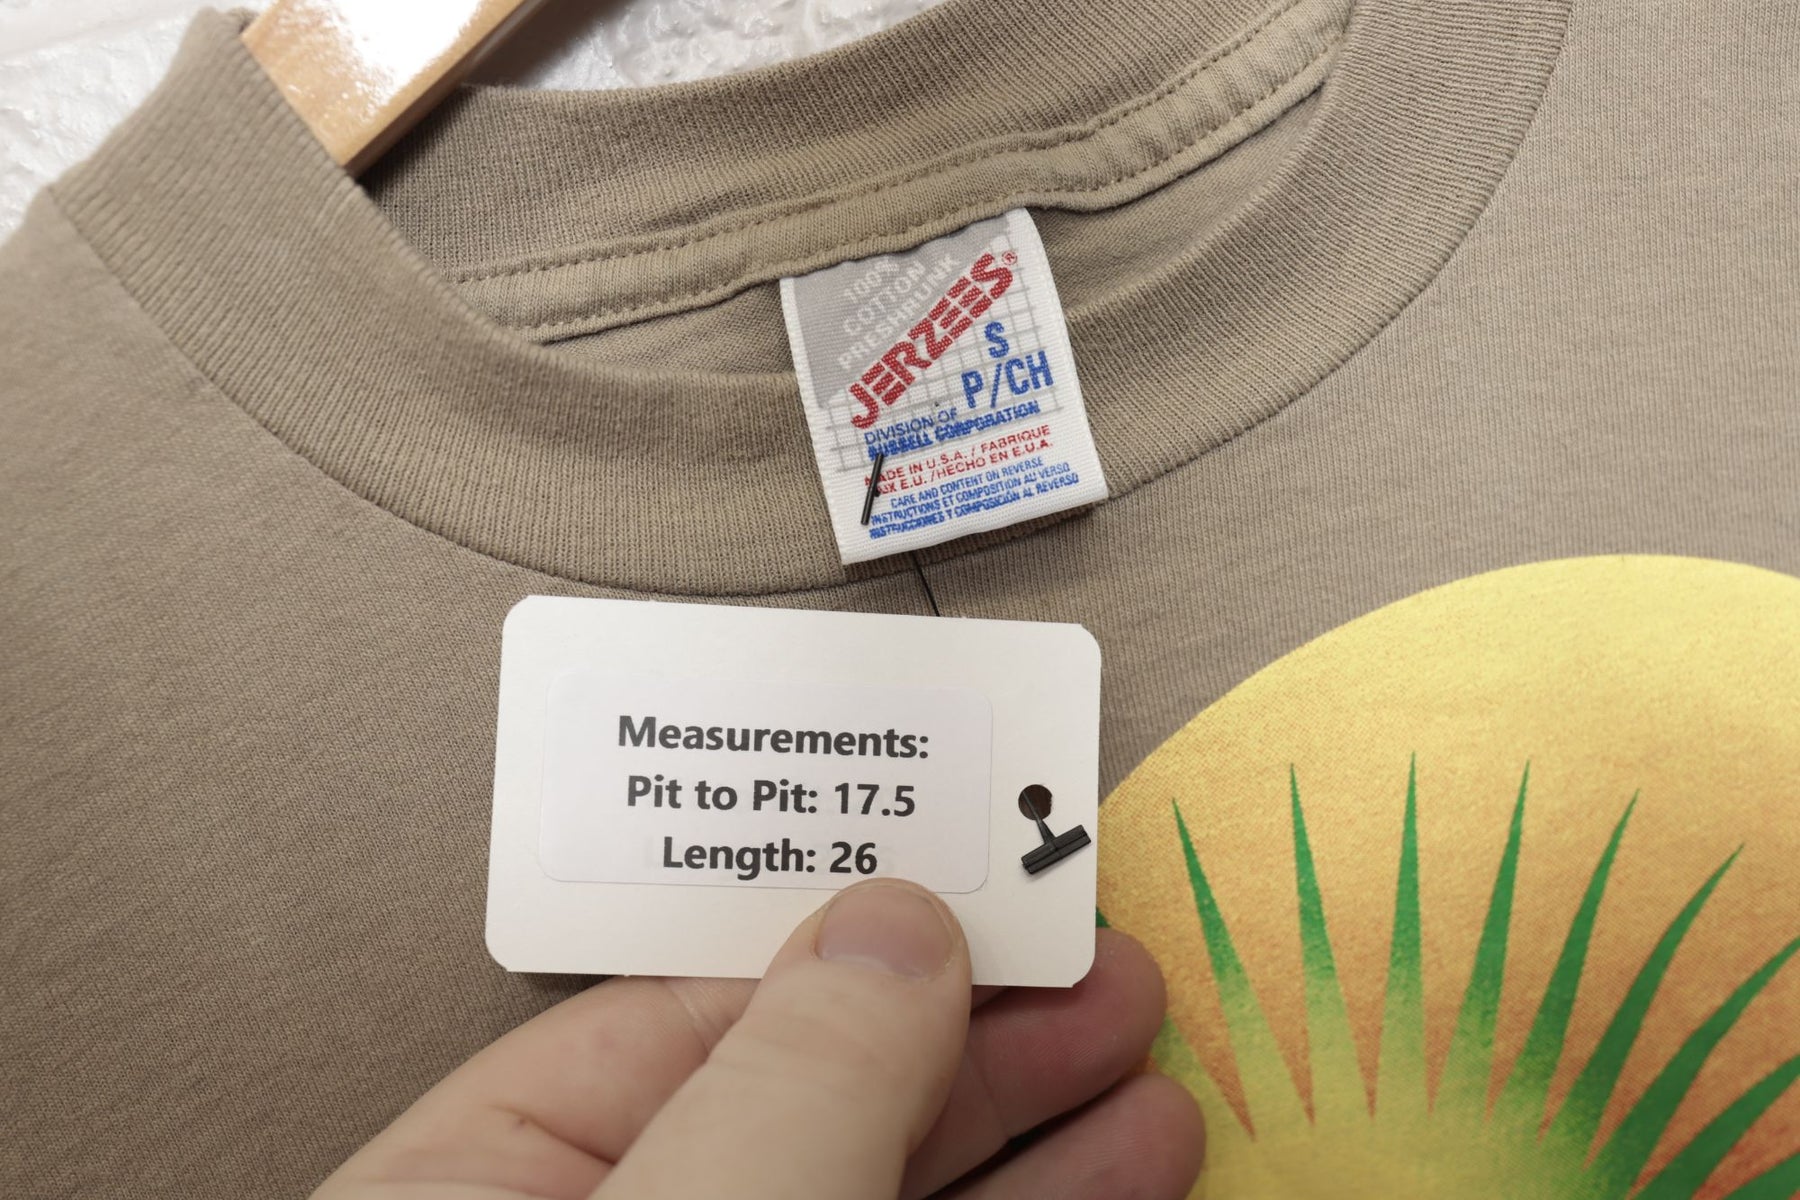 100%
COTTON
PRESHRUNK
JERZEES®
S
P/CH
DIVISION OF
RUSSELL CORPORATION
MADE IN U.S.A. / FABRIQUE
AUX E.U. / HECHO EN E.U.A.
CARE AND CONTENT ON REVERSE
INSTRUCTIONS ET COMPOSITION AU VERSO
INSTRUCCIONES Y COMPOSICIÓN AL REVERSO
Measurements:
Pit to Pit: 17.5
Length: 26